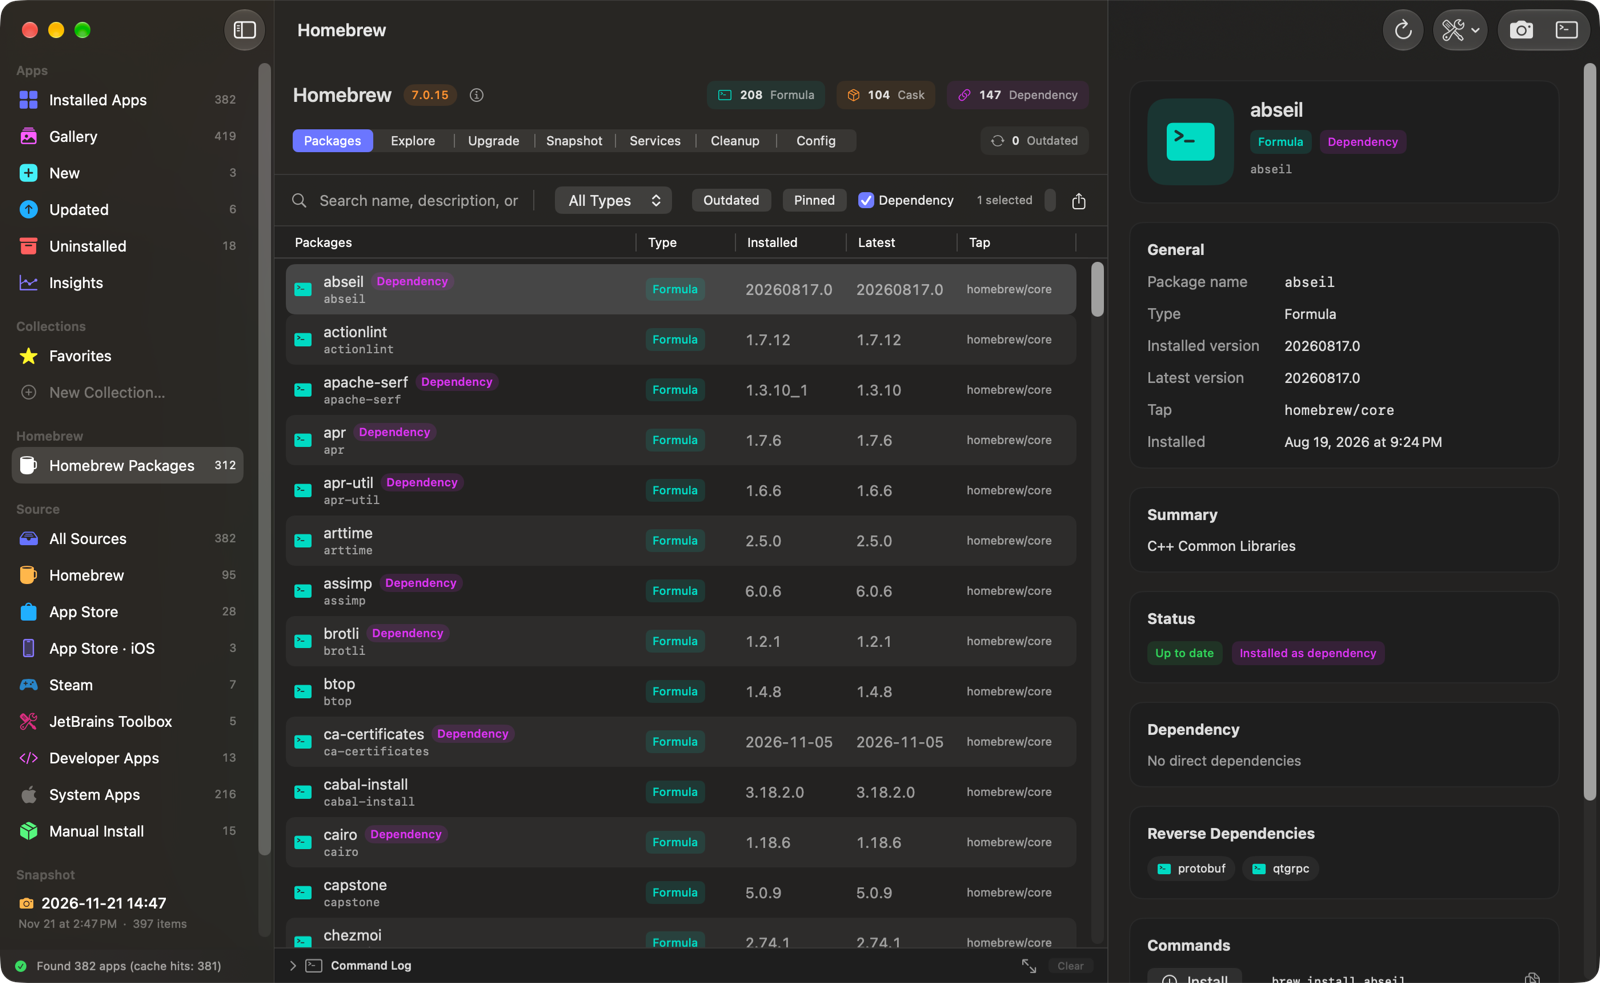 Homebrew
Apps
Installed Apps 382
Gallery 419
New 3
Updated 6
Uninstalled 18
Insights
Collections
Favorites
New Collection...
Homebrew
Homebrew Packages 312
Source
All Sources 382
Homebrew 95
App Store 28
App Store · iOS 3
Steam 7
JetBrains Toolbox 5
Developer Apps 13
System Apps 216
Manual Install 15
Snapshot
2026-11-21 14:47
Nov 21 at 2:47 PM · 397 items
Found 382 apps (cache hits: 381)
Homebrew 7.0.15 208 Formula 104 Cask 147 Dependency
Packages Explore Upgrade Snapshot Services Cleanup Config 0 Outdated
Search name, description, or All Types Outdated Pinned Dependency 1 selected
Packages Type Installed Latest Tap
abseil Dependency
abseil
Formula 20260817.0 20260817.0 homebrew/core
actionlint
actionlint
Formula 1.7.12 1.7.12 homebrew/core
apache-serf Dependency
apache-serf
Formula 1.3.10_1 1.3.10 homebrew/core
apr Dependency
apr
Formula 1.7.6 1.7.6 homebrew/core
apr-util Dependency
apr-util
Formula 1.6.6 1.6.6 homebrew/core
arttime
arttime
Formula 2.5.0 2.5.0 homebrew/core
assimp Dependency
assimp
Formula 6.0.6 6.0.6 homebrew/core
brotli Dependency
brotli
Formula 1.2.1 1.2.1 homebrew/core
btop
btop
Formula 1.4.8 1.4.8 homebrew/core
ca-certificates Dependency
ca-certificates
Formula 2026-11-05 2026-11-05 homebrew/core
cabal-install
cabal-install
Formula 3.18.2.0 3.18.2.0 homebrew/core
cairo Dependency
cairo
Formula 1.18.6 1.18.6 homebrew/core
capstone
capstone
Formula 5.0.9 5.0.9 homebrew/core
chezmoi
Formula 2.74.1 2.74.1 homebrew/core
Command Log Clear
abseil
Formula Dependency
abseil
General
Package name abseil
Type Formula
Installed version 20260817.0
Latest version 20260817.0
Tap homebrew/core
Installed Aug 19, 2026 at 9:24 PM
Summary
C++ Common Libraries
Status
Up to date Installed as dependency
Dependency
No direct dependencies
Reverse Dependencies
protobuf qtgrpc
Commands
Install brew install abseil